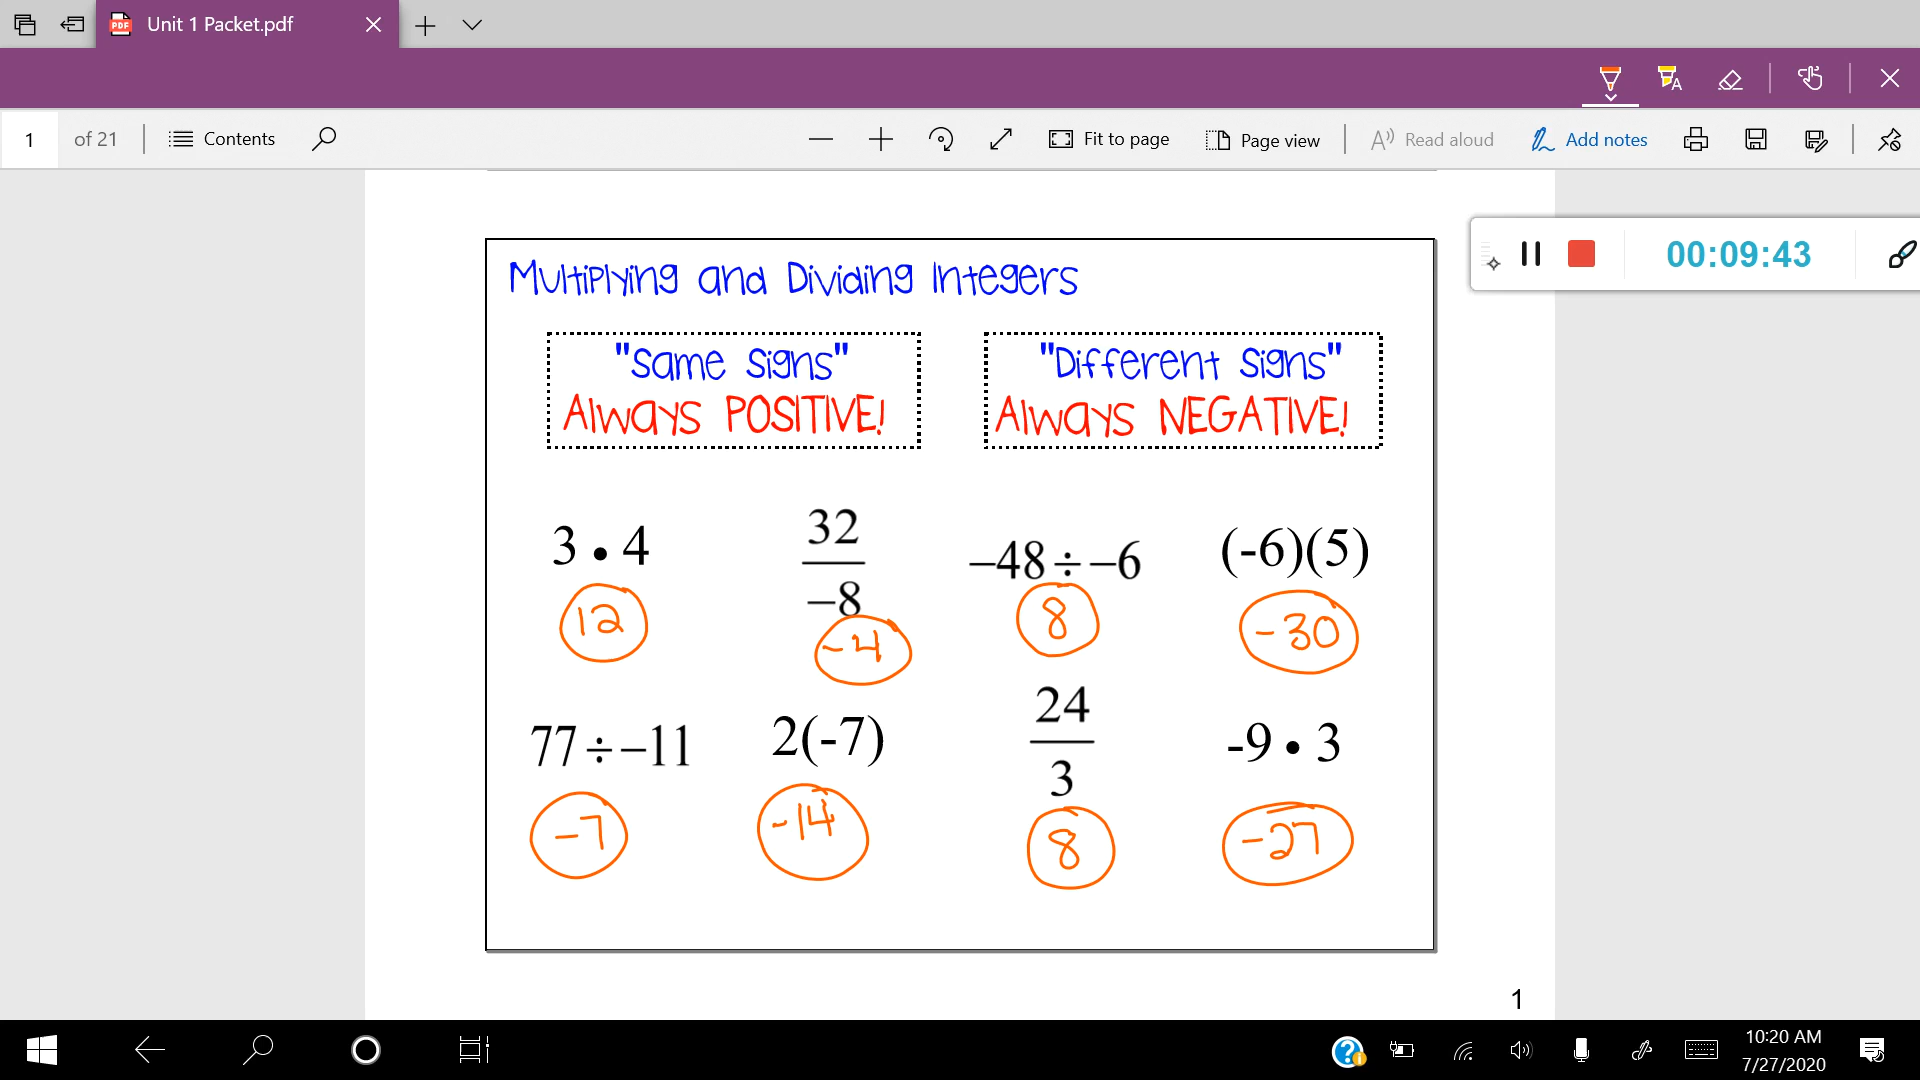 Unit 1 Packet.pdf
1 of 21 Contents Fit to page Page view Read aloud Add notes
00:09:43
Multiplying and Dividing Integers
"Same Signs" "Different Signs"
Always POSITIVE! Always NEGATIVE!
3 • 4 32/−8 −48 ÷ −6 (-6)(5)
12 -4 8 -30
77 ÷ −11 2(-7) 24/3 -9 • 3
-7 -14 8 -27
1
10:20 AM
7/27/2020